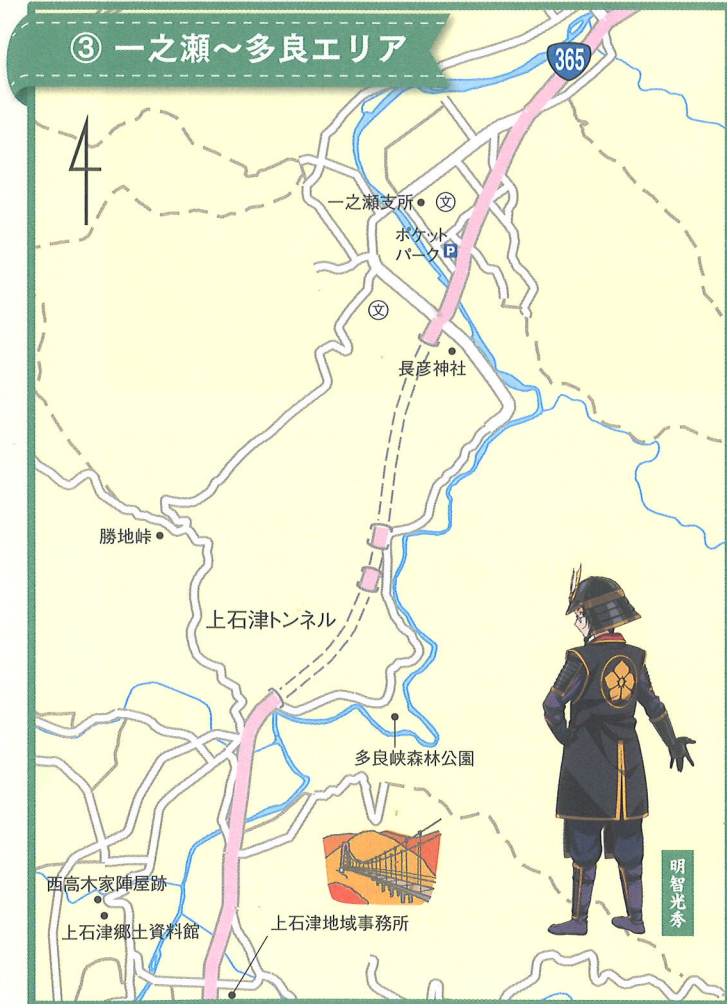 ③ 一之瀬～多良エリア
365
一之瀬支所
文
ポケット
パーク
P
文
長彦神社
勝地峠
上石津トンネル
多良峡森林公園
西高木家陣屋跡
上石津郷土資料館
上石津地域事務所
明智光秀